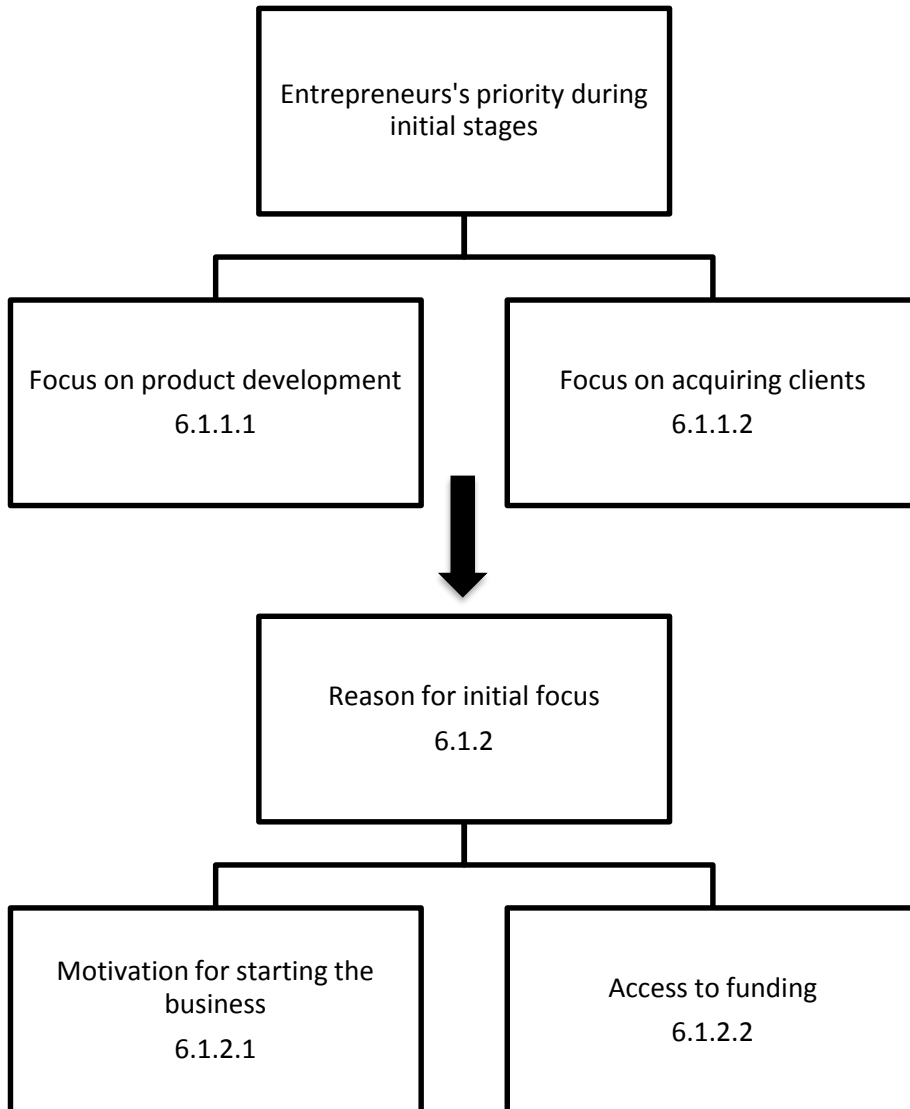 Entrepreneurs's priority during
initial stages
Focus on product development
6.1.1.1
Focus on acquiring clients
6.1.1.2
Reason for initial focus
6.1.2
Motivation for starting the
business
6.1.2.1
Access to funding
6.1.2.2